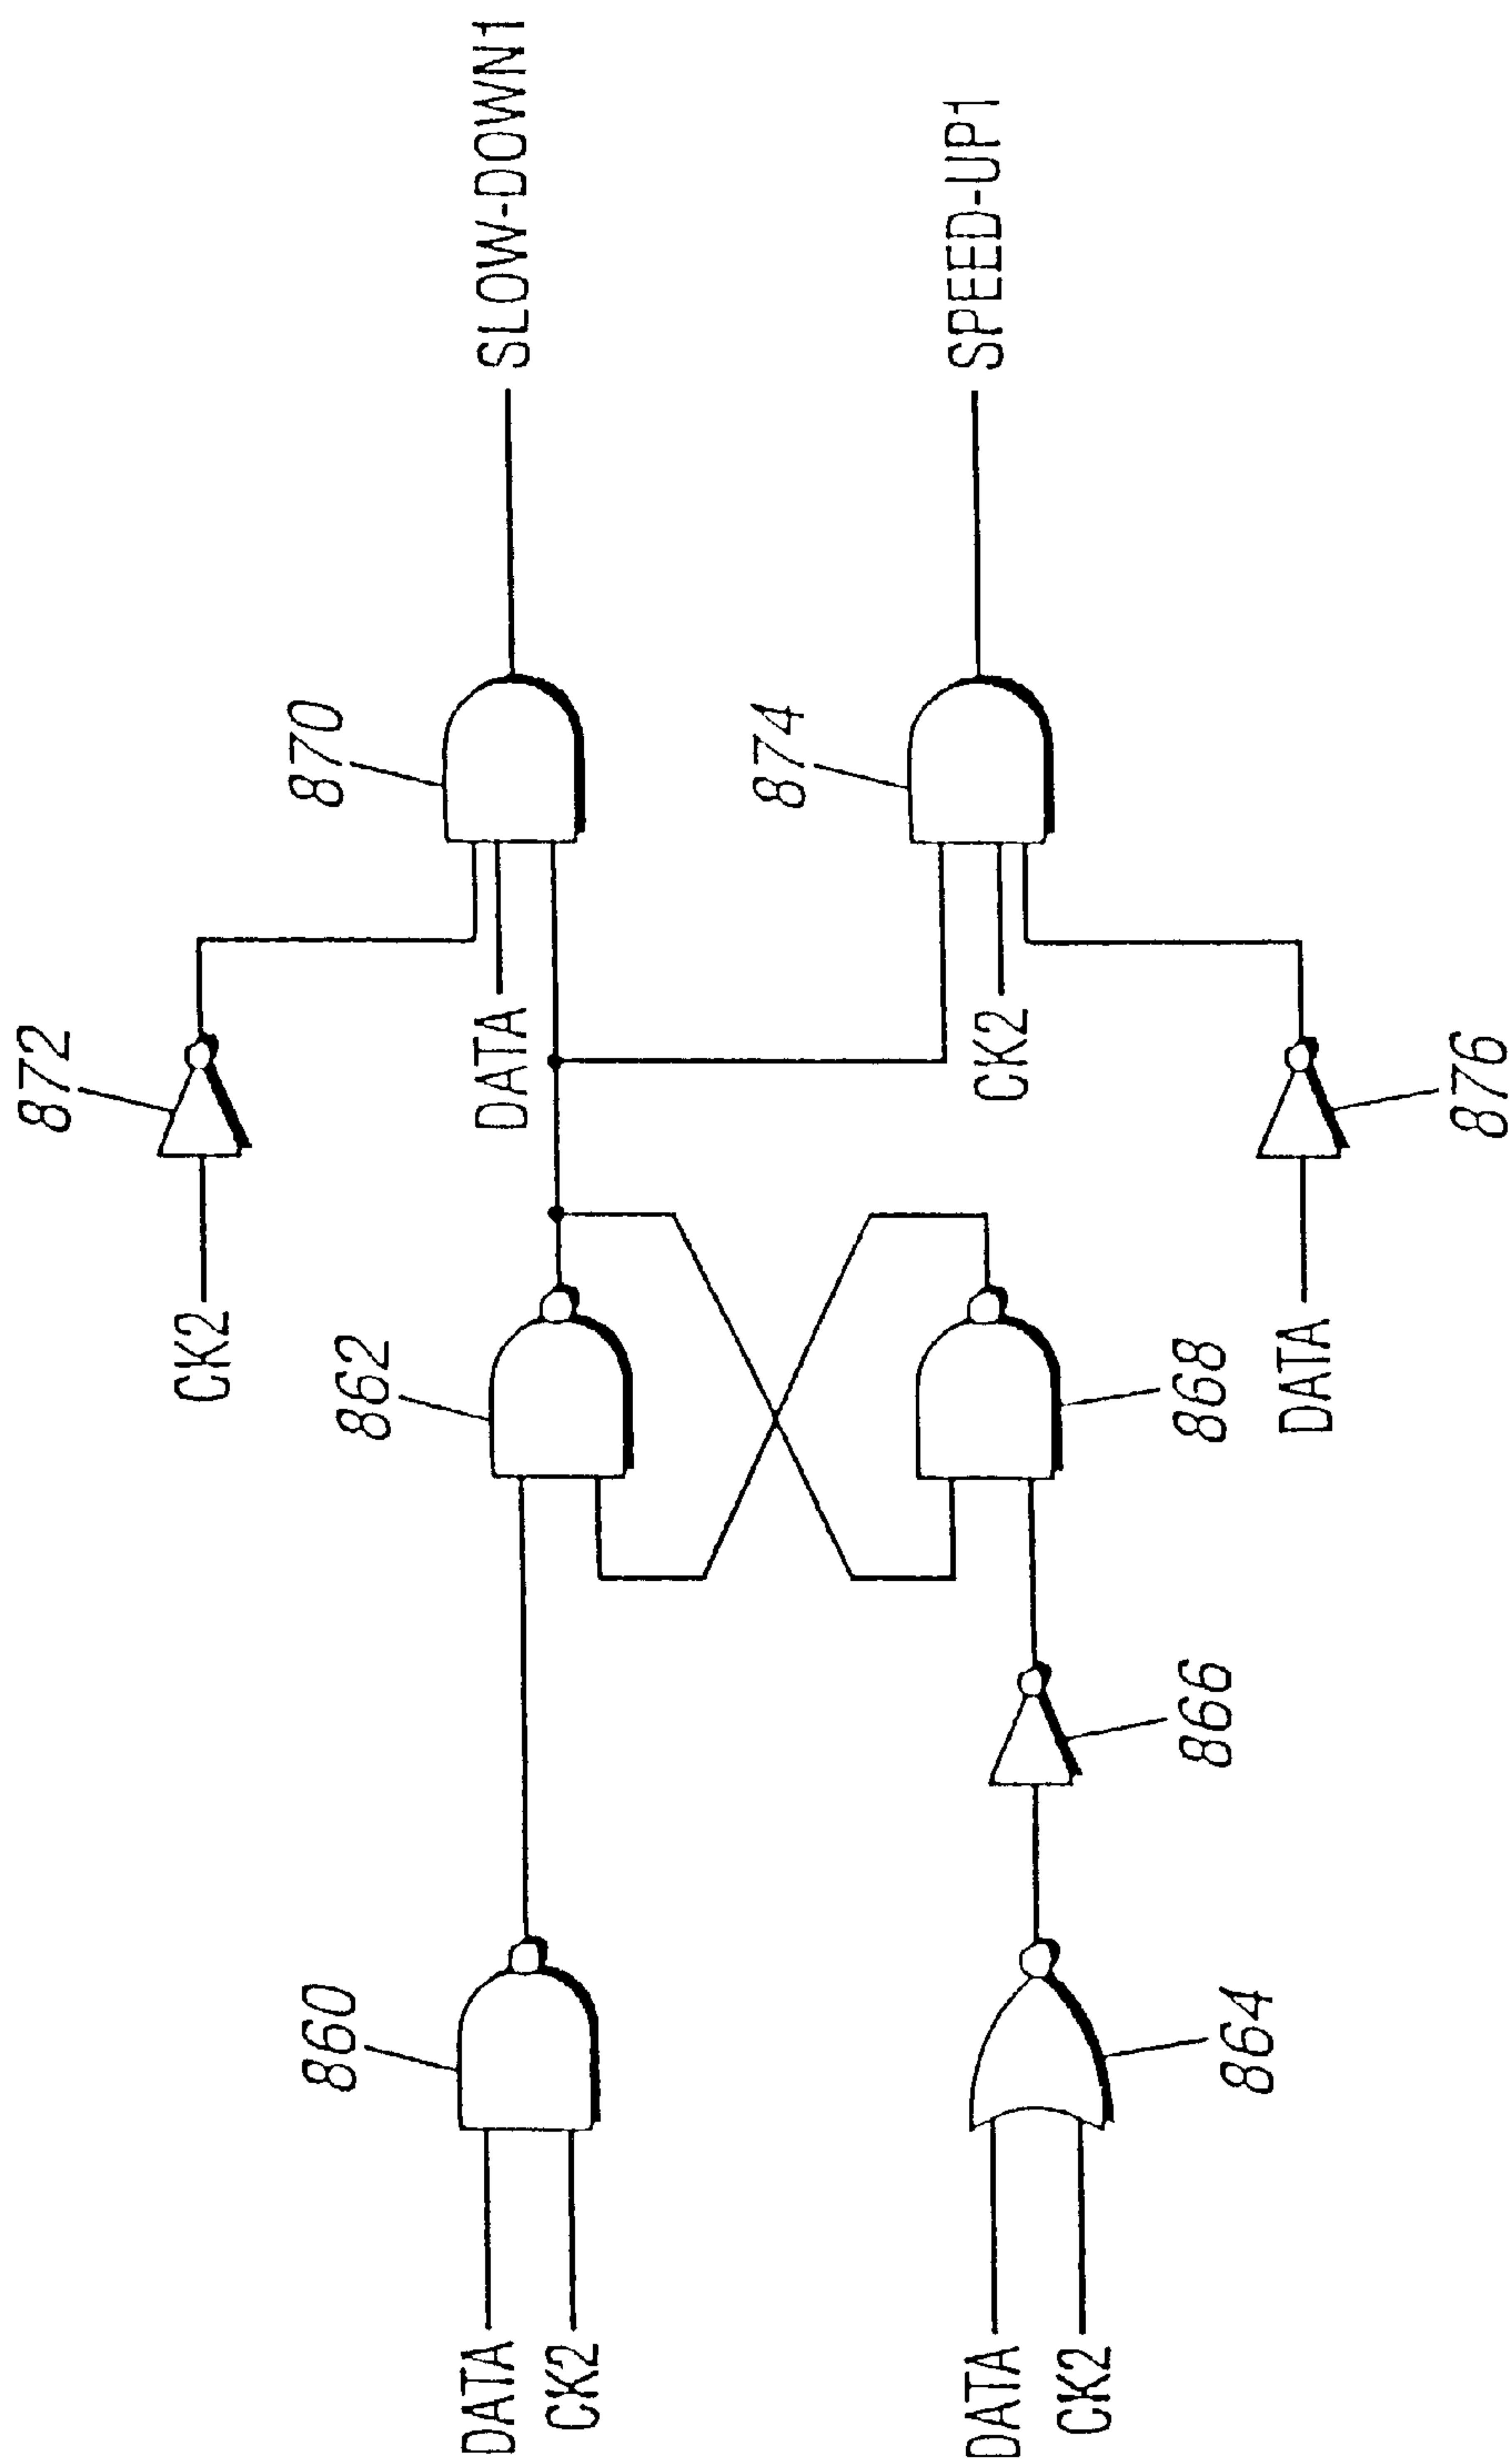 872
CK2
870
SLOW-DOWN1
860
862
DATA
DATA
CK2
874
SPEED-UP1
CK2
DATA
CK2
864
866
868
DATA
876